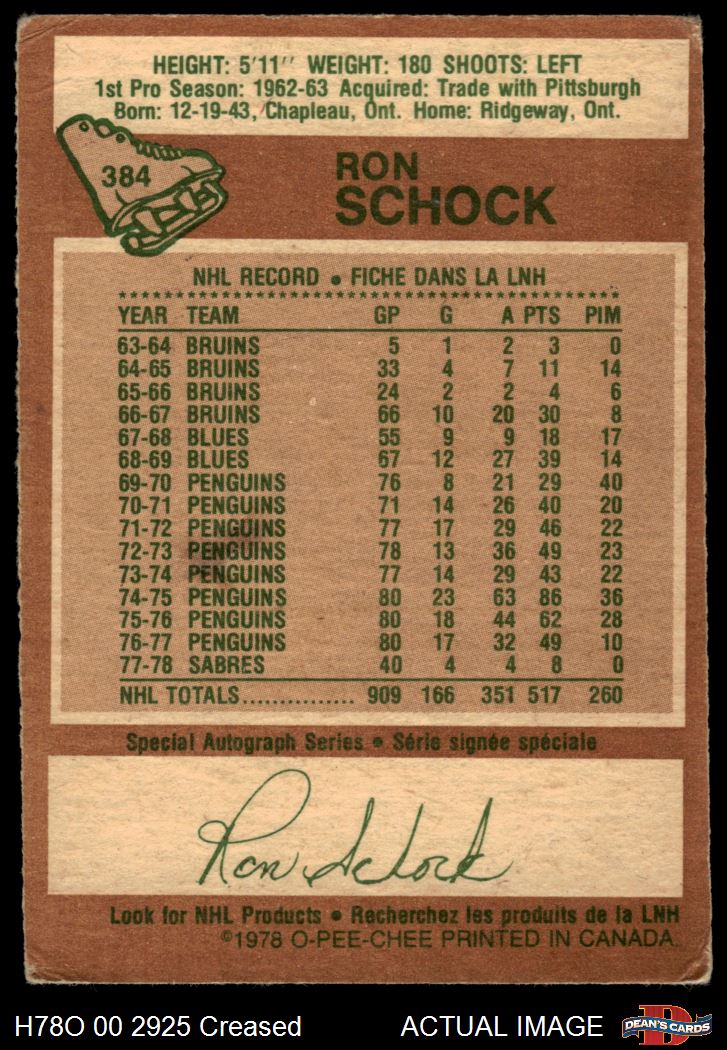 HEIGHT: 5'11'' WEIGHT: 180 SHOOTS: LEFT
1st Pro Season: 1962-63 Acquired: Trade with Pittsburgh
Born: 12-19-43, Chapleau, Ont. Home: Ridgeway, Ont.
384
RON
SCHOCK
NHL RECORD • FICHE DANS LA LNH
YEAR TEAM GP G A PTS PIM
63-64 BRUINS 5 1 2 3 0
64-65 BRUINS 33 4 7 11 14
65-66 BRUINS 24 2 2 4 6
66-67 BRUINS 66 10 20 30 8
67-68 BLUES 55 9 9 18 17
68-69 BLUES 67 12 27 39 14
69-70 PENGUINS 76 8 21 29 40
70-71 PENGUINS 71 14 26 40 20
71-72 PENGUINS 77 17 29 46 22
72-73 PENGUINS 78 13 36 49 23
73-74 PENGUINS 77 14 29 43 22
74-75 PENGUINS 80 23 63 86 36
75-76 PENGUINS 80 18 44 62 28
76-77 PENGUINS 80 17 32 49 10
77-78 SABRES 40 4 4 8 0
NHL TOTALS............... 909 166 351 517 260
Special Autograph Series • Série signée spéciale
Ron Schock
Look for NHL Products • Recherchez les produits de la LNH
©1978 O-PEE-CHEE PRINTED IN CANADA.
H78O 00 2925 Creased ACTUAL IMAGE
D
DEAN'S CARDS